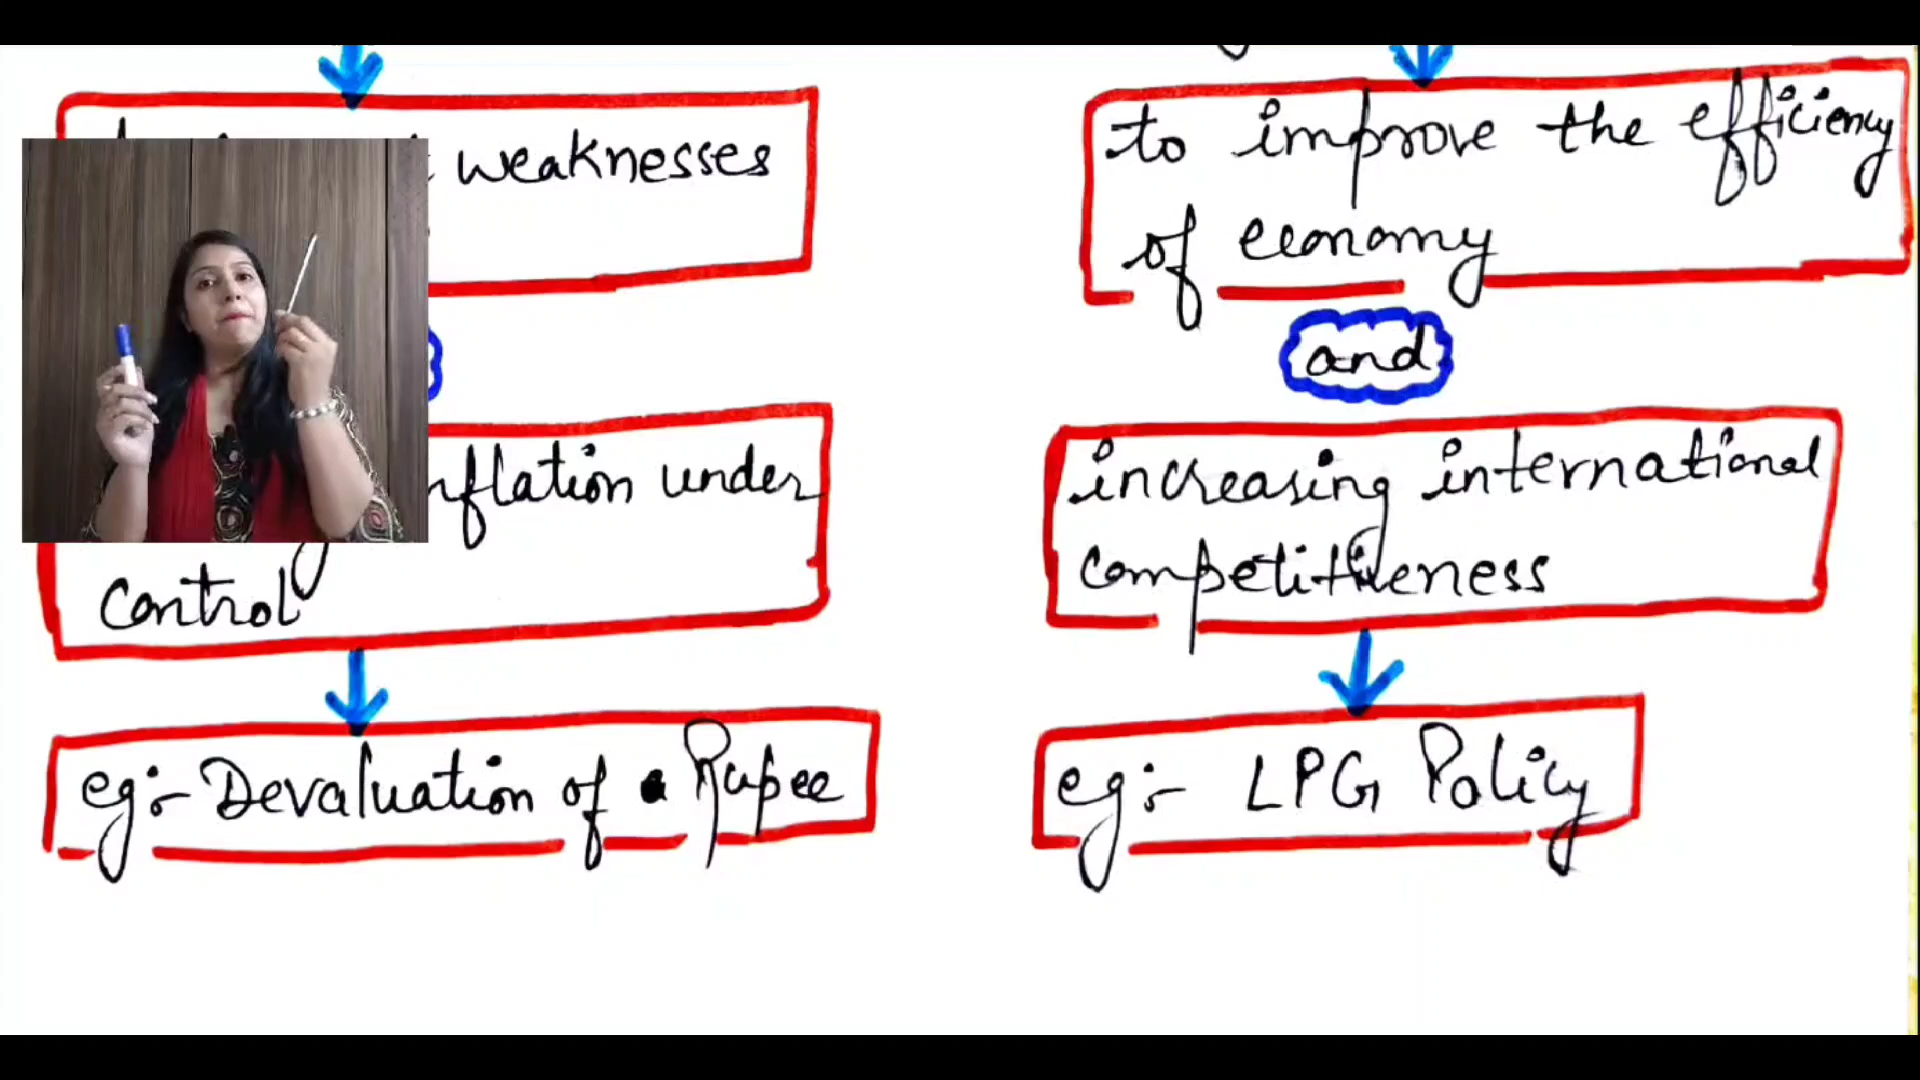 weaknesses
nflation under
control
eg:- Devaluation of Rupee
to improve the efficiency
of economy
and
increasing international
competitiveness
eg:- LPG Policy